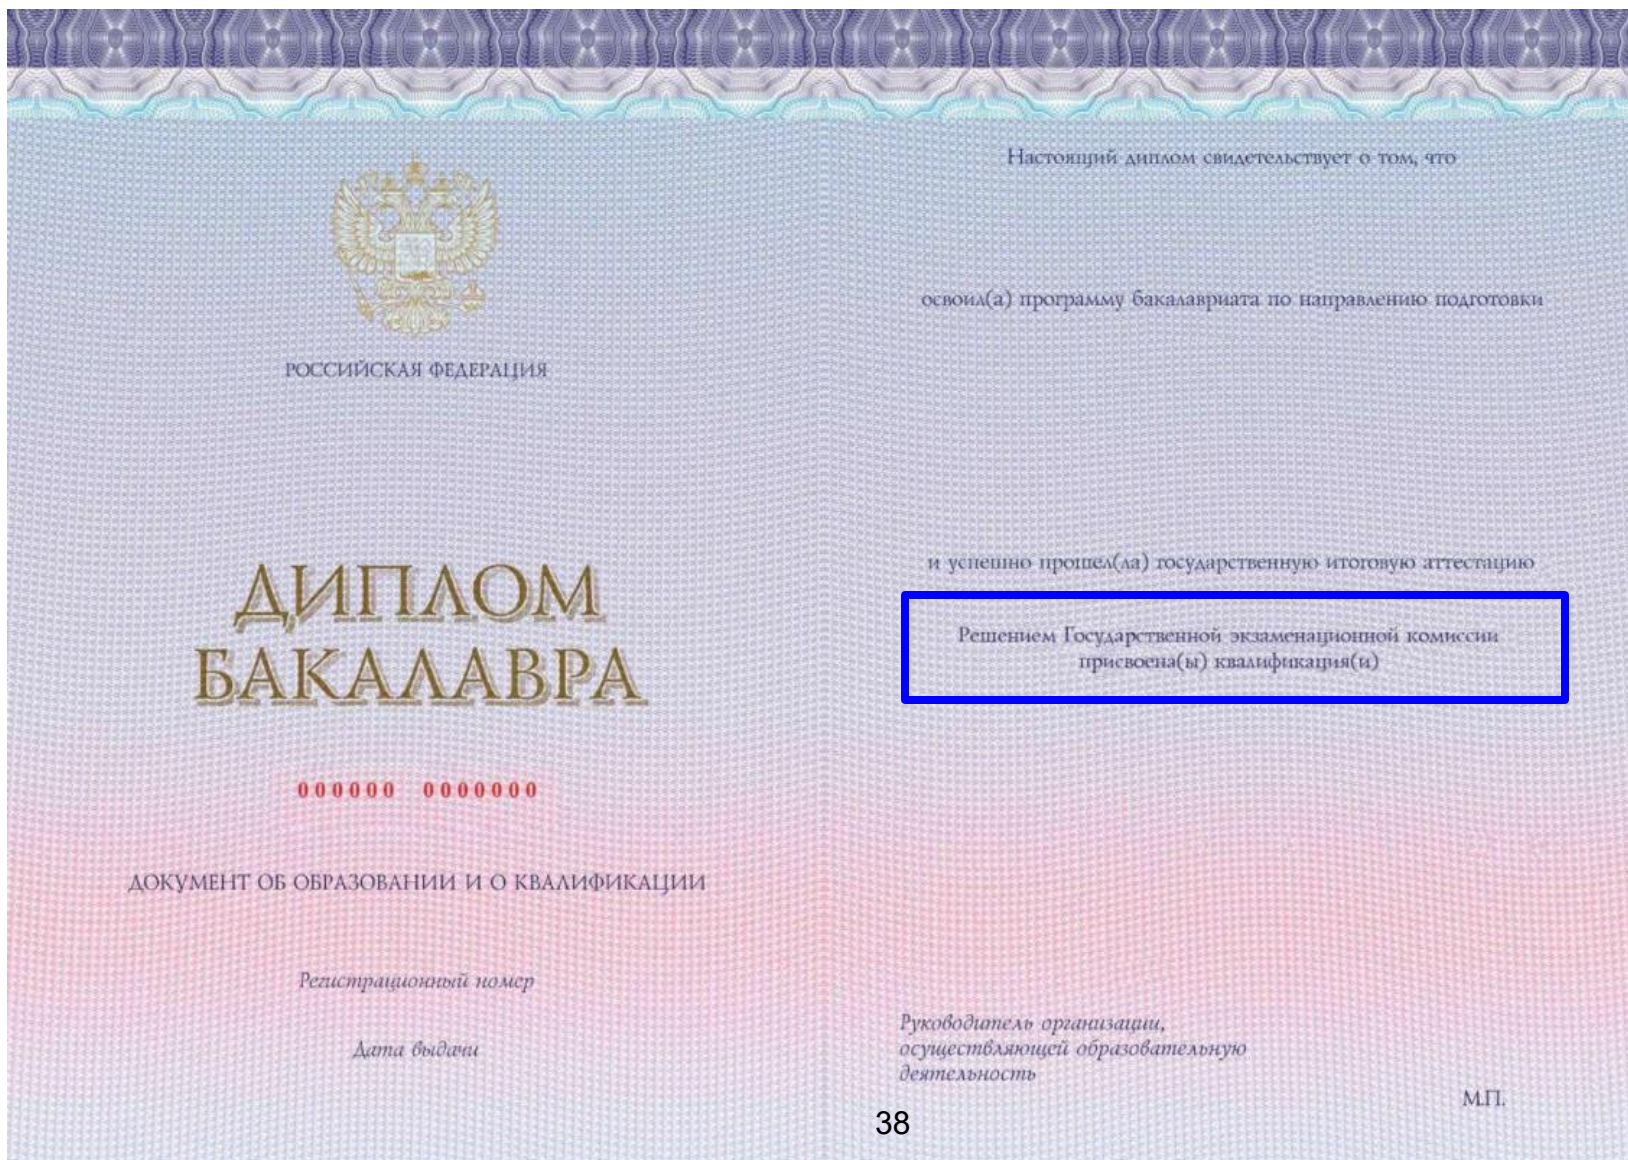 РОССИЙСКАЯ ФЕДЕРАЦИЯ
ДИПЛОМ
БАКАЛАВРА
000000 0000000
ДОКУМЕНТ ОБ ОБРАЗОВАНИИ И О КВАЛИФИКАЦИИ
Регистрационный номер
Дата выдачи
Настоящий диплом свидетельствует о том, что
освоил(а) программу бакалавриата по направлению подготовки
и успешно прошел(ла) государственную итоговую аттестацию
Решением Государственной экзаменационной комиссии
присвоена(ы) квалификация(и)
Руководитель организации,
осуществляющей образовательную
деятельность
М.П.
38